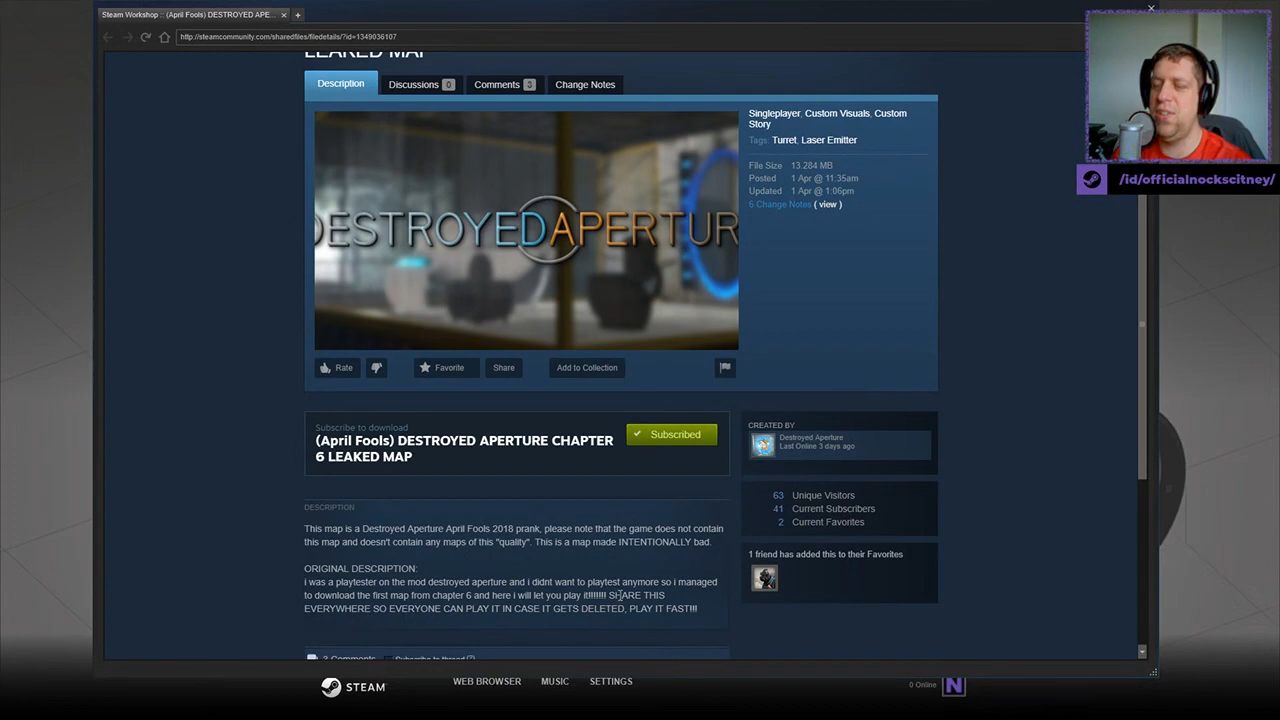 Steam Workshop :: (April Fools) DESTROYED APE...
http://steamcommunity.com/sharedfiles/filedetails/?id=1349036107
LEAKED MAP
Description
Discussions 0
Comments 3
Change Notes
DESTROYEDAPERTUR
Singleplayer, Custom Visuals, Custom
Story
Tags: Turret, Laser Emitter
File Size 13.284 MB
Posted 1 Apr @ 11:35am
Updated 1 Apr @ 1:06pm
6 Change Notes ( view )
/id/officialnockscitney/
Rate
Favorite
Share
Add to Collection
Subscribe to download
(April Fools) DESTROYED APERTURE CHAPTER
6 LEAKED MAP
Subscribed
CREATED BY
Destroyed Aperture
Last Online 3 days ago
63 Unique Visitors
41 Current Subscribers
2 Current Favorites
1 friend has added this to their Favorites
DESCRIPTION
This map is a Destroyed Aperture April Fools 2018 prank, please note that the game does not contain
this map and doesn't contain any maps of this "quality". This is a map made INTENTIONALLY bad.
ORIGINAL DESCRIPTION:
i was a playtester on the mod destroyed aperture and i didnt want to playtest anymore so i managed
to download the first map from chapter 6 and here i will let you play it!!!!!!! SHARE THIS
EVERYWHERE SO EVERYONE CAN PLAY IT IN CASE IT GETS DELETED, PLAY IT FAST!!!
3 Comments Subscribe to thread (?)
STEAM
WEB BROWSER
MUSIC
SETTINGS
0 Online
N